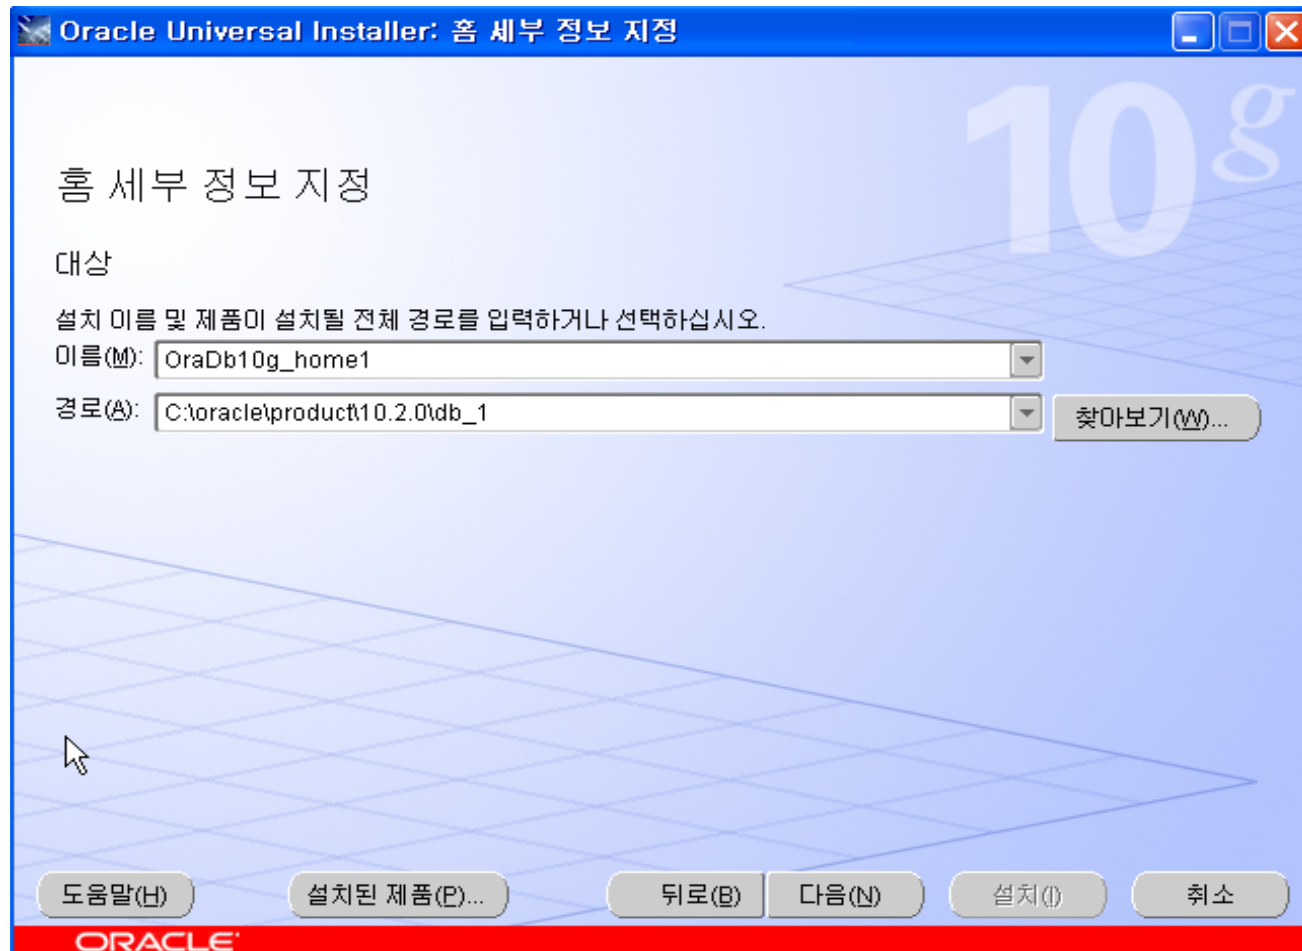 Oracle Universal Installer: 홈 세부 정보 지정
10g
홈 세부 정보 지정
대상
설치 이름 및 제품이 설치될 전체 경로를 입력하거나 선택하십시오.
이름(M): OraDb10g_home1
경로(A): C:\oracle\product\10.2.0\db_1 찾아보기(W)...
도움말(H) 설치된 제품(P)... 뒤로(B) 다음(N) 설치(I) 취소
ORACLE